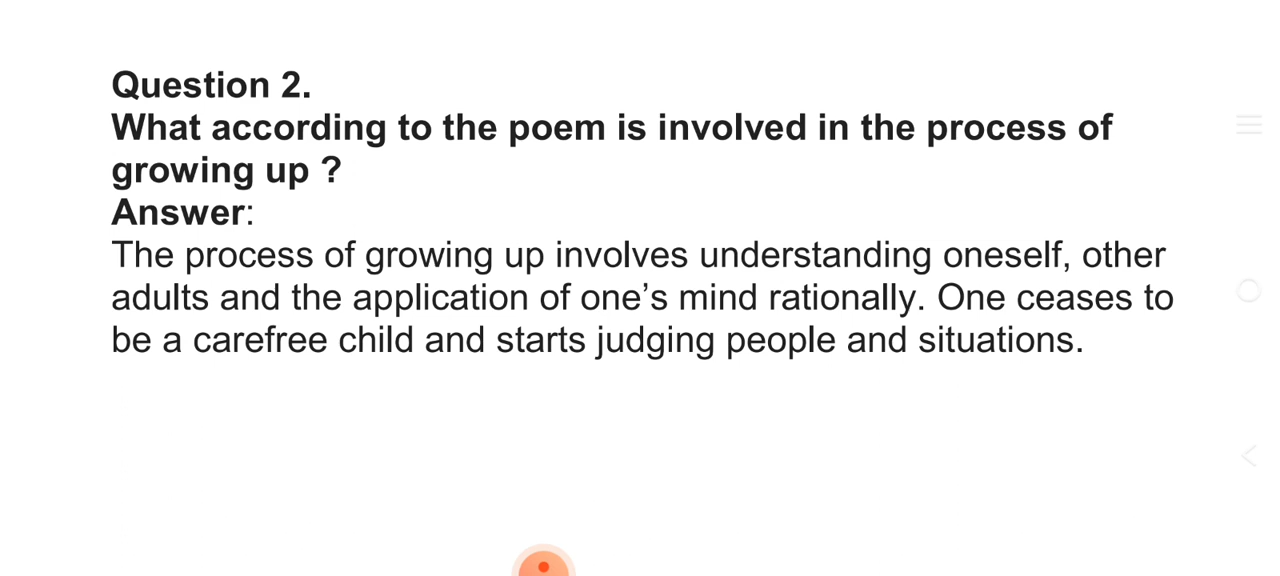 Question 2.
What according to the poem is involved in the process of
growing up ?
Answer:
The process of growing up involves understanding oneself, other
adults and the application of one’s mind rationally. One ceases to
be a carefree child and starts judging people and situations.